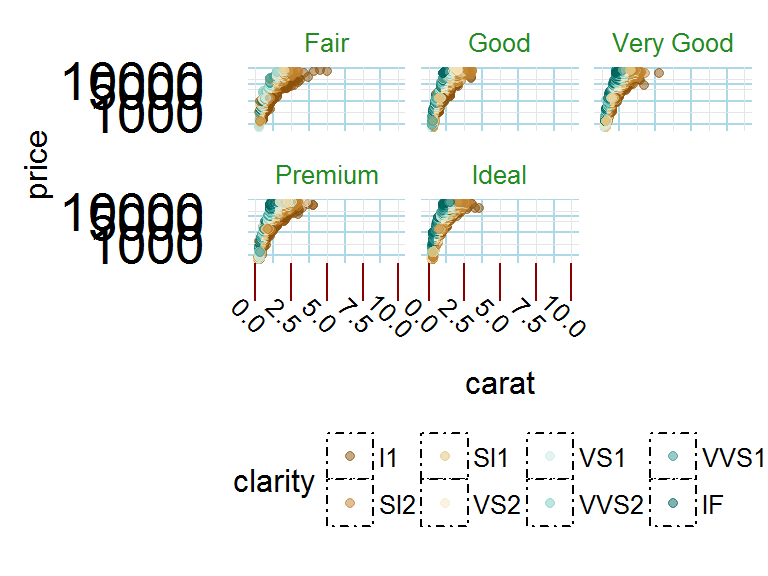 Fair Good Very Good
10000
5000
1000
price
Premium Ideal
10000
5000
1000
0.0 2.5 5.0 7.5 10.0 0.0 2.5 5.0 7.5 10.0
carat
clarity
I1 SI1 VS1 VVS1
SI2 VS2 VVS2 IF